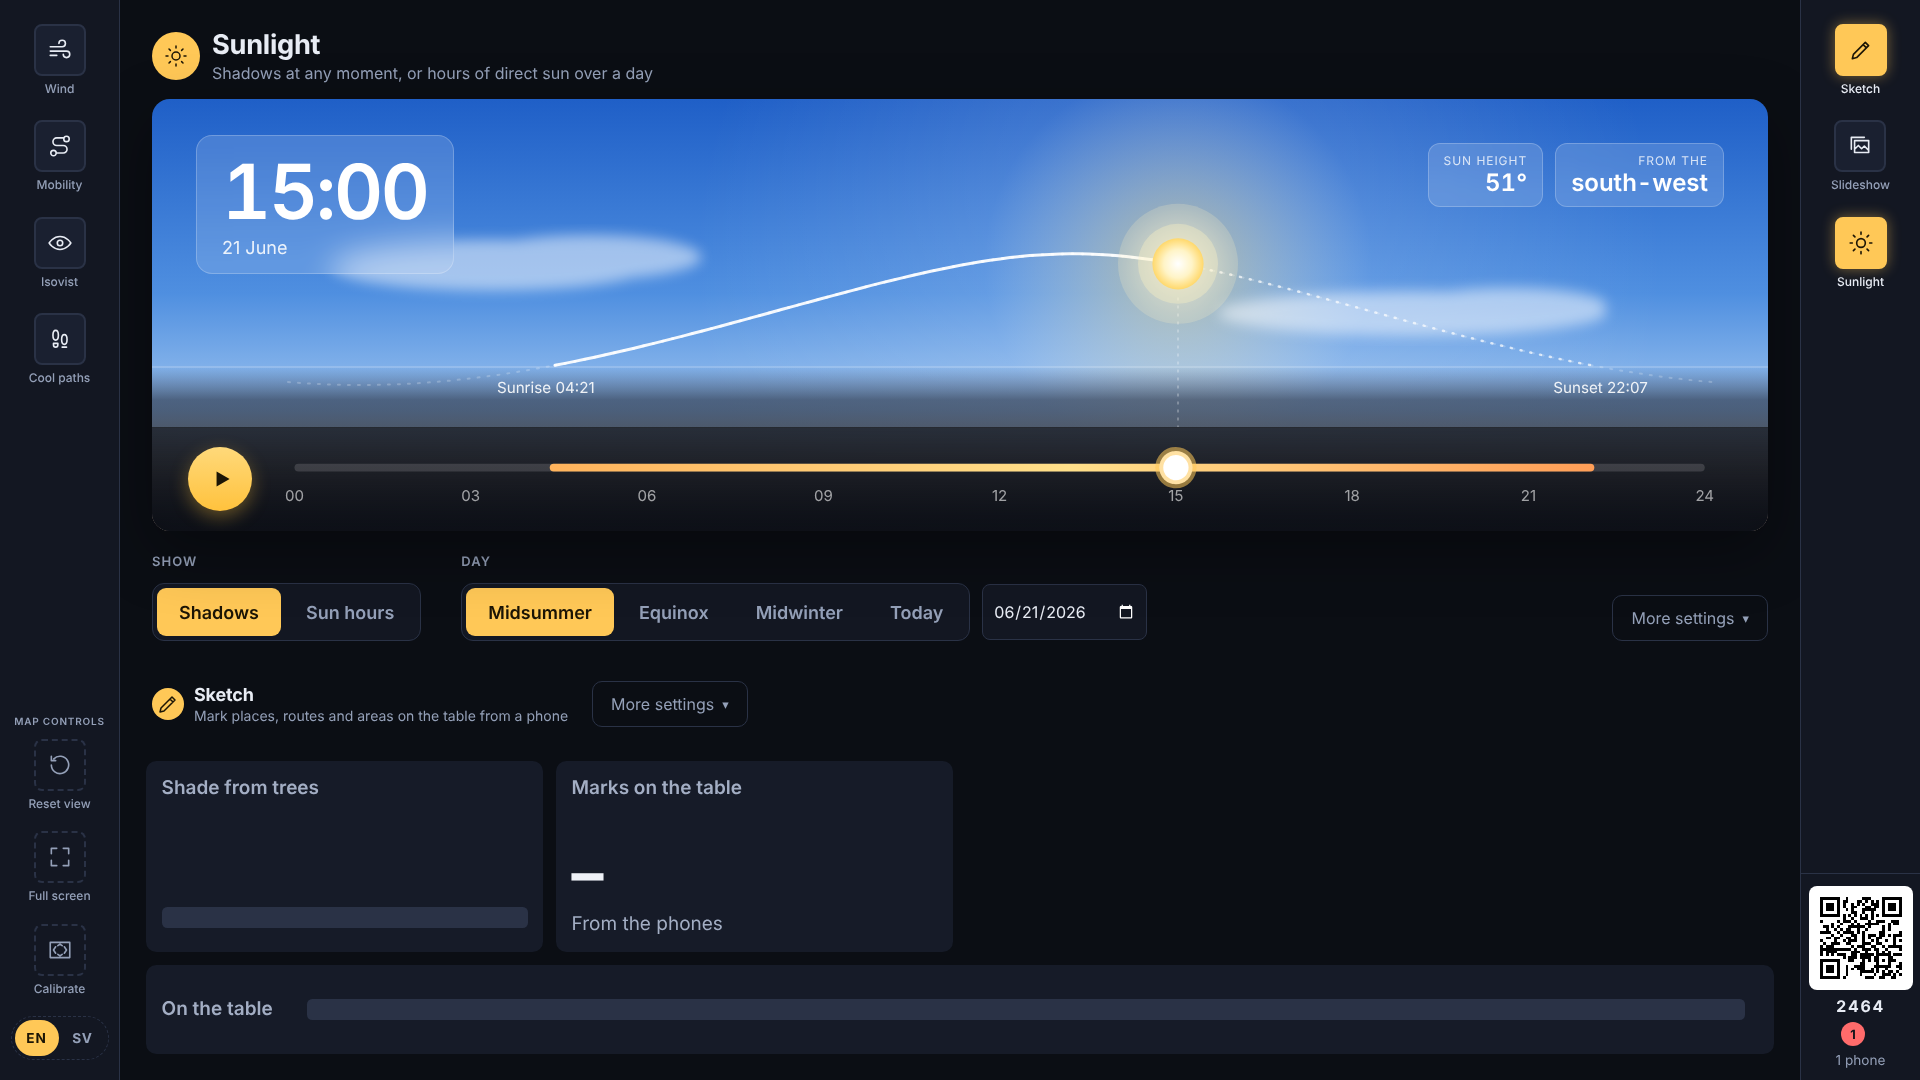 Wind
Mobility
Isovist
Cool paths
MAP CONTROLS
Reset view
Full screen
Calibrate
EN SV
Sunlight
Shadows at any moment, or hours of direct sun over a day
15:00
21 June
SUN HEIGHT
51°
FROM THE
south-west
Sunrise 04:21
Sunset 22:07
00 03 06 09 12 15 18 21 24
SHOW
Shadows Sun hours
DAY
Midsummer Equinox Midwinter Today
06/21/2026
More settings ▾
Sketch
Mark places, routes and areas on the table from a phone
More settings ▾
Shade from trees
Marks on the table
—
From the phones
On the table
Sketch
Slideshow
Sunlight
2464
1
1 phone